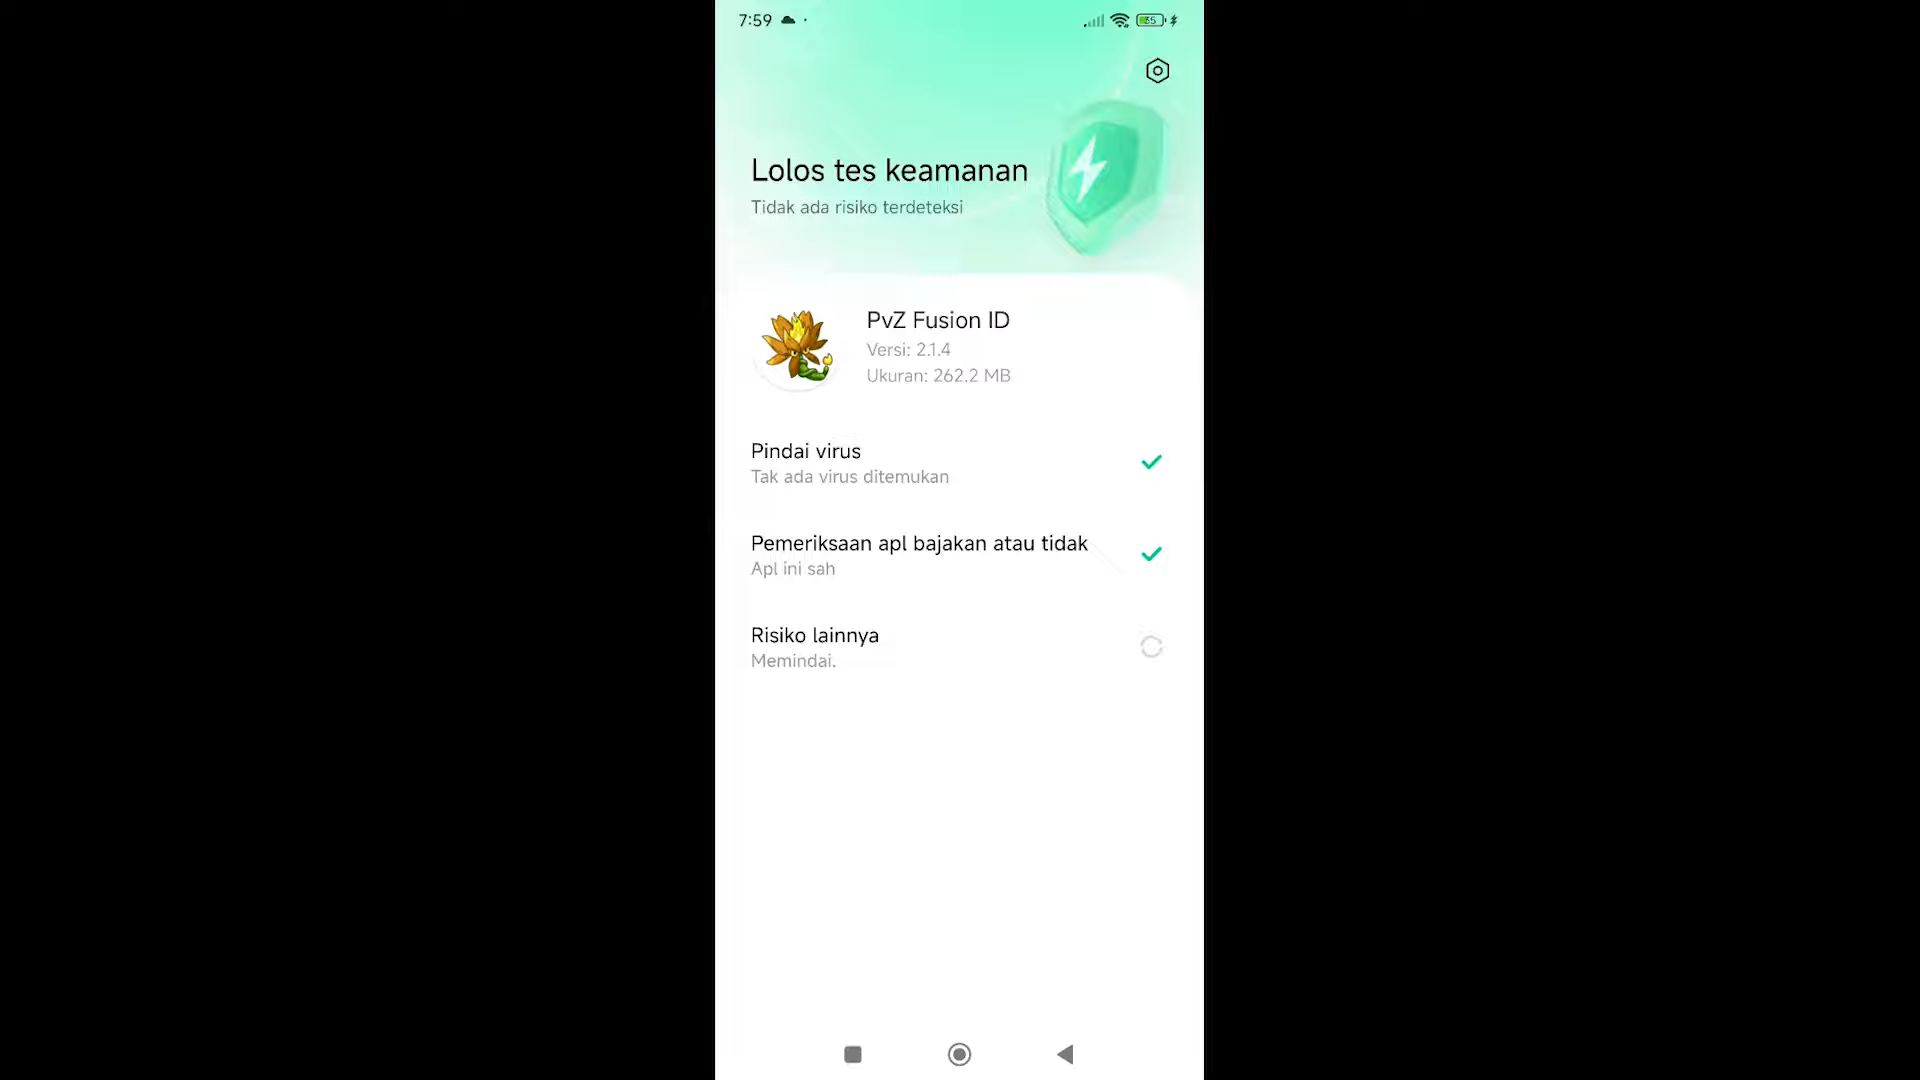 7:59
35
Lolos tes keamanan
Tidak ada risiko terdeteksi
PvZ Fusion ID
Versi: 2.1.4
Ukuran: 262.2 MB
Pindai virus
Tak ada virus ditemukan
Pemeriksaan apl bajakan atau tidak
Apl ini sah
Risiko lainnya
Memindai.